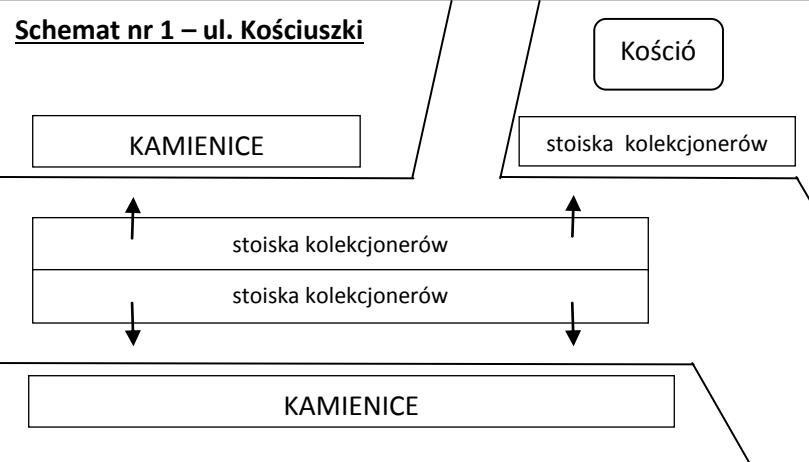 Schemat nr 1 – ul. Kościuszki
Kośció
KAMIENICE
stoiska kolekcjonerów
stoiska kolekcjonerów
stoiska kolekcjonerów
KAMIENICE